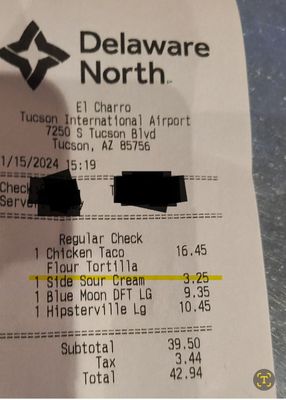 Delaware
North
El Charro
Tucson International Airport
7250 S Tucson Blvd
Tucson, AZ 85756
1/15/2024 15:19
Check
Serve
Regular Check
1 Chicken Taco 16.45
Flour Tortilla
1 Side Sour Cream 3.25
1 Blue Moon DFT LG 9.35
1 Hipsterville Lg 10.45
Subtotal 39.50
Tax 3.44
Total 42.94